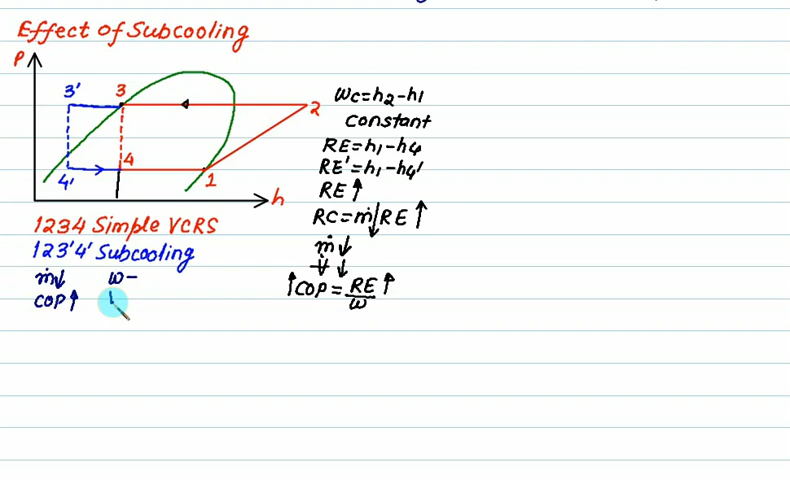 Effect of Subcooling
P
3' 3 2
4' 4 1
h
1234 Simple VCRS
123'4' Subcooling
ṁ↓ w-
COP↑
Wc=h2-h1
Constant
RE=h1-h4
RE'=h1-h4'
RE↑
RC=ṁ↓RE↑
ṁ↓
V̇↓
↑COP=RE↑
w